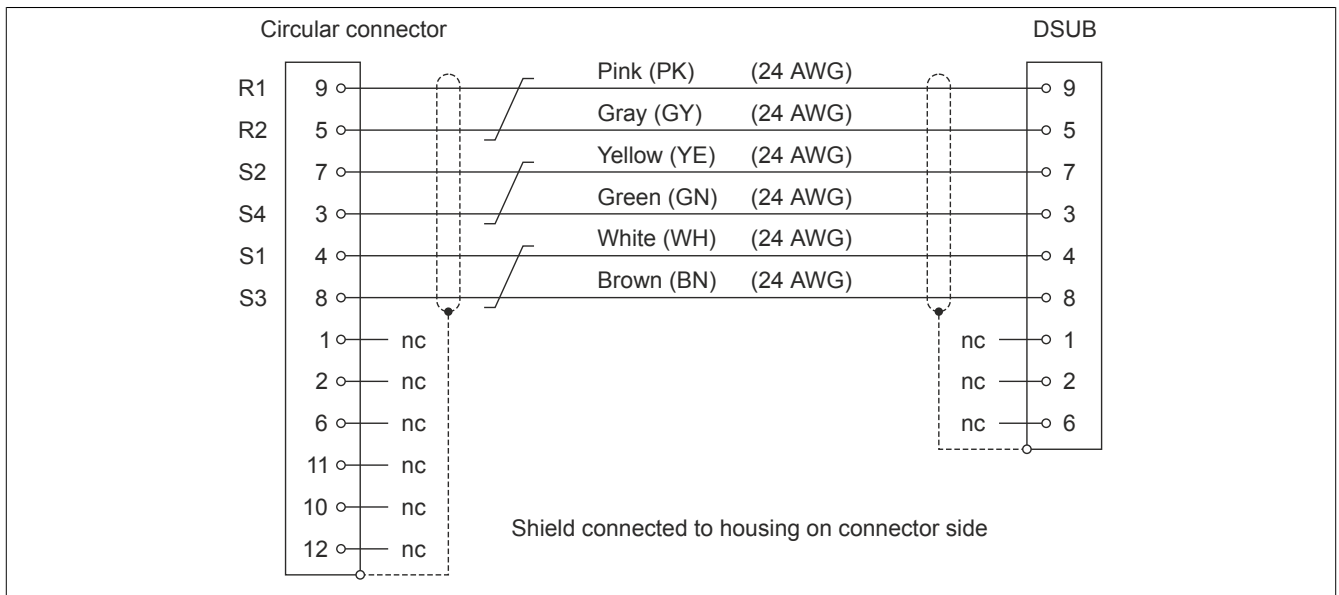 Circular connector DSUB
R1 9 Pink (PK) (24 AWG) 9
R2 5 Gray (GY) (24 AWG) 5
S2 7 Yellow (YE) (24 AWG) 7
S4 3 Green (GN) (24 AWG) 3
S1 4 White (WH) (24 AWG) 4
S3 8 Brown (BN) (24 AWG) 8
1 nc nc 1
2 nc nc 2
6 nc nc 6
11 nc
10 nc
Shield connected to housing on connector side
12 nc